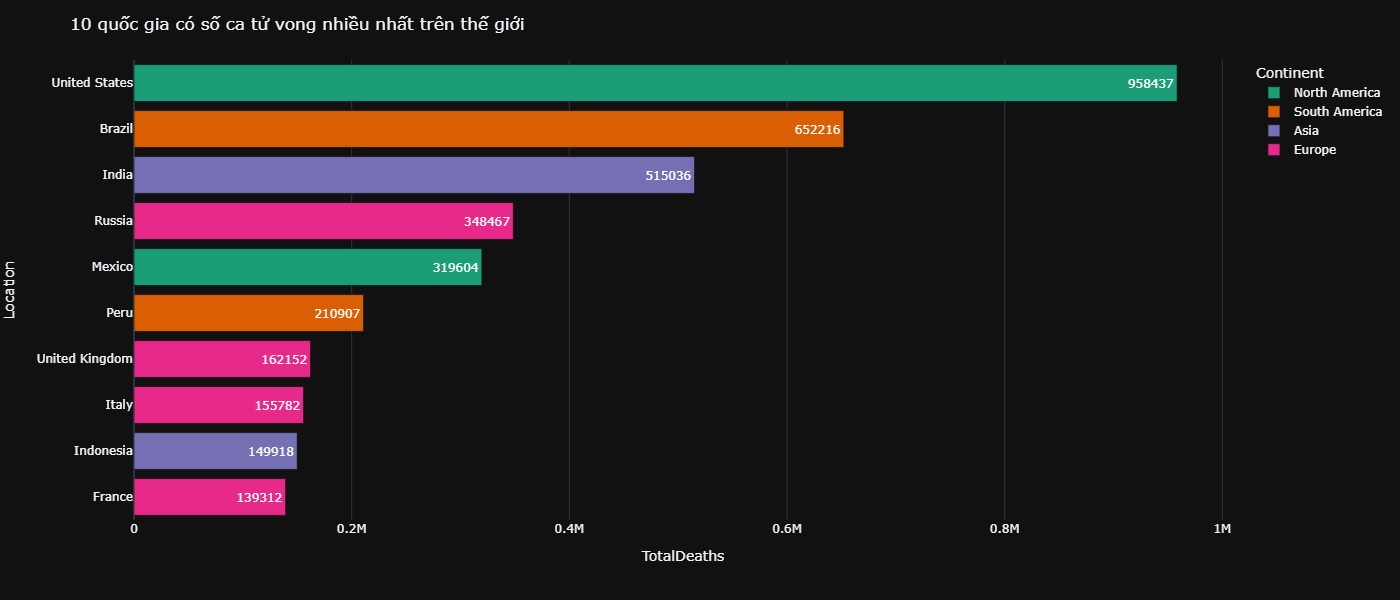 10 quốc gia có số ca tử vong nhiều nhất trên thế giới
Continent
North America
South America
Asia
Europe
Location
United States 958437
Brazil 652216
India 515036
Russia 348467
Mexico 319604
Peru 210907
United Kingdom 162152
Italy 155782
Indonesia 149918
France 139312
0 0.2M 0.4M 0.6M 0.8M 1M
TotalDeaths